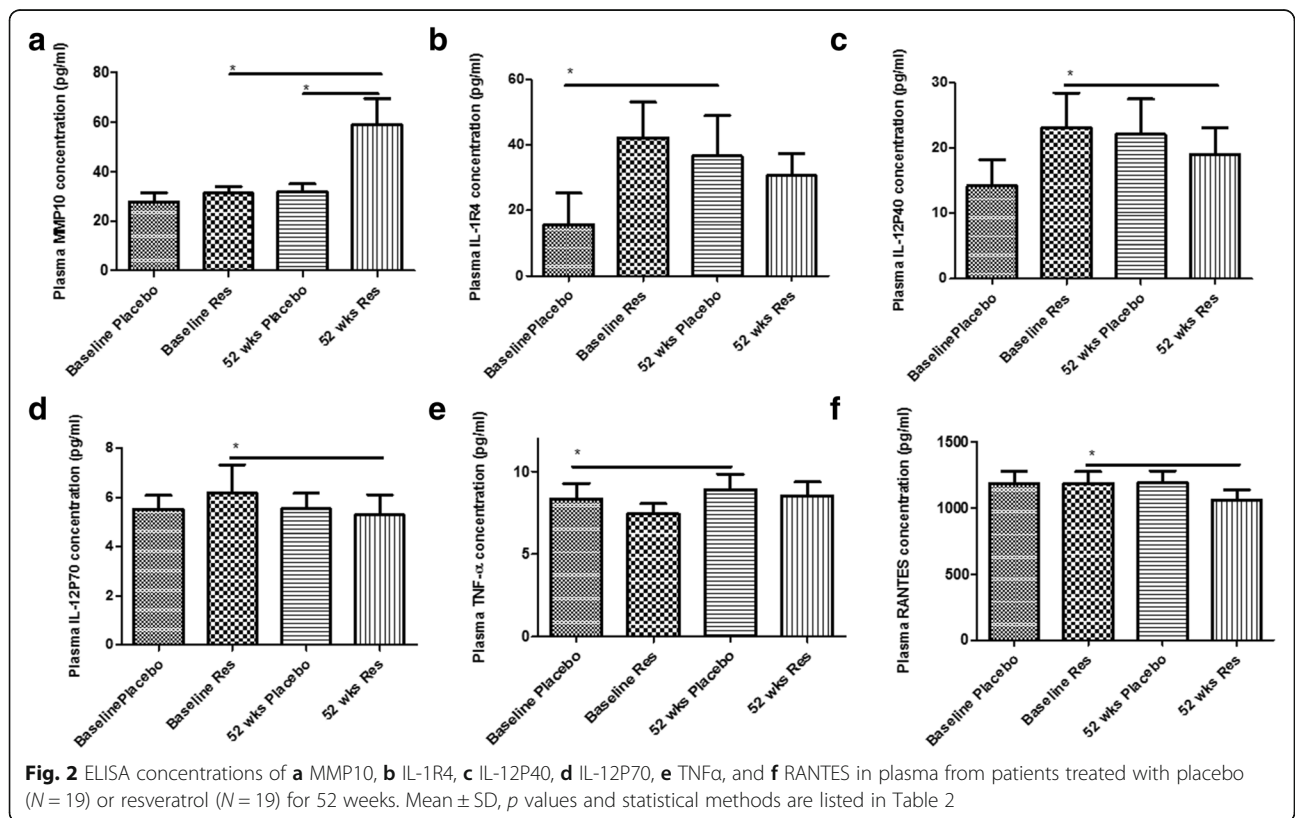 a
Plasma MMP10 concentration (pg/ml)
80
60
40
20
0
*
*
Baseline Placebo
Baseline Res
52 wks Placebo
52 wks Res
b
Plasma IL-1R4 concentration (pg/ml)
60
40
20
0
*
BaselinePlacebo
Baseline Res
52 wks Placebo
52 wks Res
c
Plasma IL-12P40 concentration (pg/ml)
30
20
10
0
*
BaselinePlacebo
Baseline Res
52 wks Placebo
52 wks Res
d
Plasma IL-12P70 concentration (pg/ml)
8
6
4
2
0
*
BaselinePlacebo
Baseline Res
52 wks Placebo
52 wks Res
e
Plasma TNF-α concentration (pg/ml)
10
5
0
*
Baseline Placebo
Baseline Res
52 wks Placebo
52 wks Res
f
Plasma RANTES concentration (pg/ml)
1500
1000
500
0
*
Baseline Placebo
Baseline Res
52 wks Placebo
52 wks Res
Fig. 2 ELISA concentrations of a MMP10, b IL-1R4, c IL-12P40, d IL-12P70, e TNFα, and f RANTES in plasma from patients treated with placebo
(N = 19) or resveratrol (N = 19) for 52 weeks. Mean ± SD, p values and statistical methods are listed in Table 2